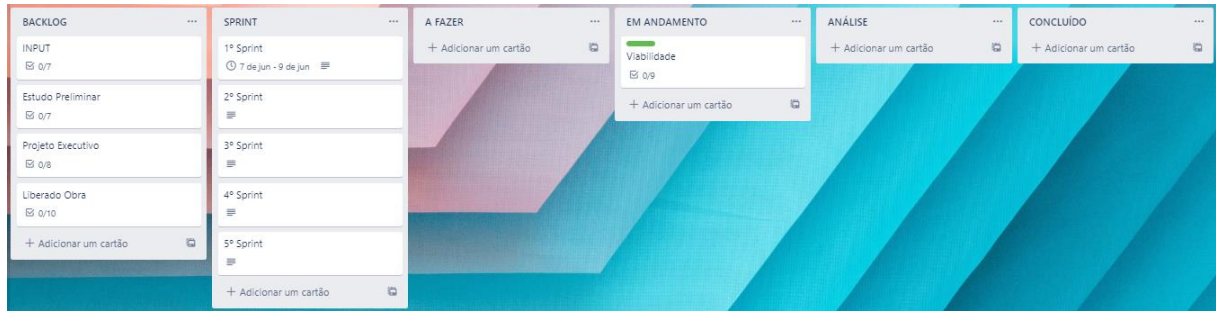 BACKLOG
INPUT
0/7
Estudo Preliminar
0/7
Projeto Executivo
0/8
Liberado Obra
0/10
+ Adicionar um cartão
SPRINT
1º Sprint
7 de jun - 9 de jun
2º Sprint
3º Sprint
4º Sprint
5º Sprint
+ Adicionar um cartão
A FAZER
+ Adicionar um cartão
EM ANDAMENTO
Viabilidade
0/9
+ Adicionar um cartão
ANÁLISE
+ Adicionar um cartão
CONCLUÍDO
+ Adicionar um cartão